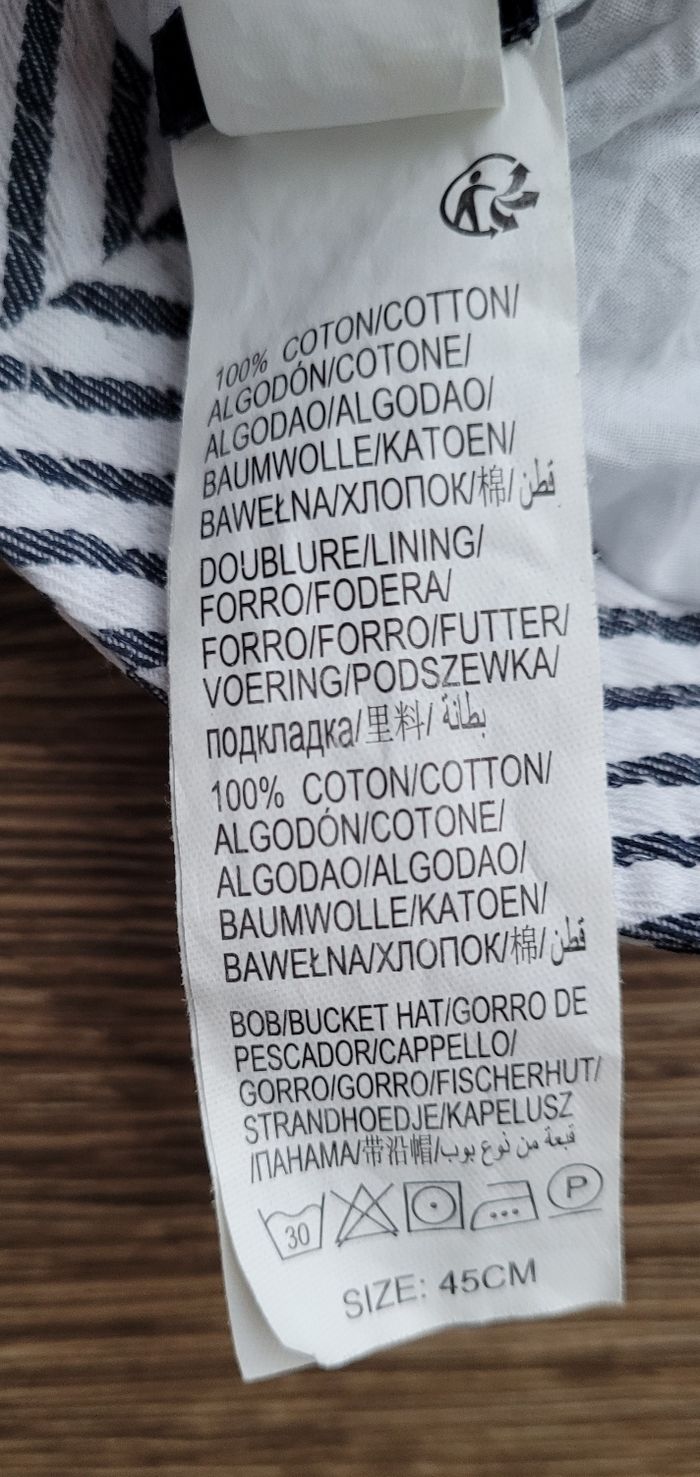 100% COTON/COTTON/
ALGODÓN/COTONE/
ALGODAO/ALGODAO/
BAUMWOLLE/KATOEN/
BAWEŁNA/ХЛОПОК/棉/قطن
DOUBLURE/LINING/
FORRO/FODERA/
FORRO/FORRO/FUTTER/
VOERING/PODSZEWKA/
подкладка/里料/بطانة
100% COTON/COTTON/
ALGODÓN/COTONE/
ALGODAO/ALGODAO/
BAUMWOLLE/KATOEN/
BAWEŁNA/ХЛОПОК/棉/قطن
BOB/BUCKET HAT/GORRO DE
PESCADOR/CAPPELLO/
GORRO/GORRO/FISCHERHUT/
STRANDHOEDJE/KAPELUSZ
/ПАНАМА/带沿帽/قبعة من نوع بوب
30 P
SIZE: 45CM